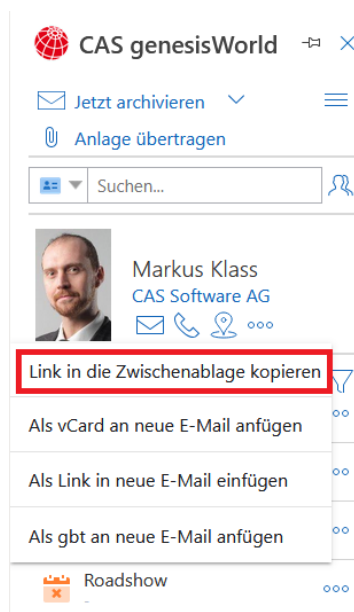 CAS genesisWorld
Jetzt archivieren
Anlage übertragen
Suchen...
Markus Klass
CAS Software AG
Link in die Zwischenablage kopieren
Als vCard an neue E-Mail anfügen
Als Link in neue E-Mail einfügen
Als gbt an neue E-Mail anfügen
Roadshow
-